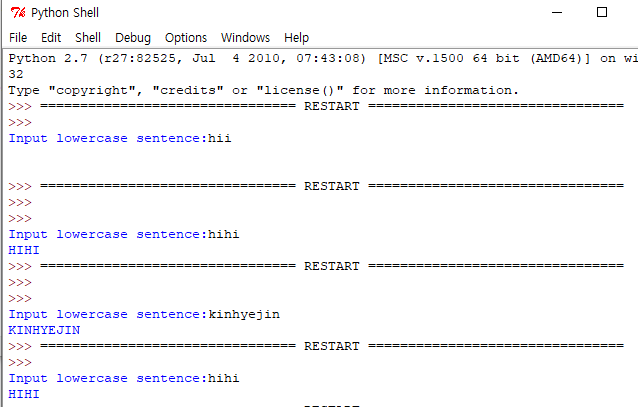 Python Shell
File Edit Shell Debug Options Windows Help
Python 2.7 (r27:82525, Jul  4 2010, 07:43:08) [MSC v.1500 64 bit (AMD64)] on wi
32
Type "copyright", "credits" or "license()" for more information.
>>> ================================ RESTART ================================
>>>
Input lowercase sentence:hii
>>> ================================ RESTART ================================
>>>
>>>
Input lowercase sentence:hihi
HIHI
>>> ================================ RESTART ================================
>>>
>>>
Input lowercase sentence:kinhyejin
KINHYEJIN
>>> ================================ RESTART ================================
>>>
Input lowercase sentence:hihi
HIHI